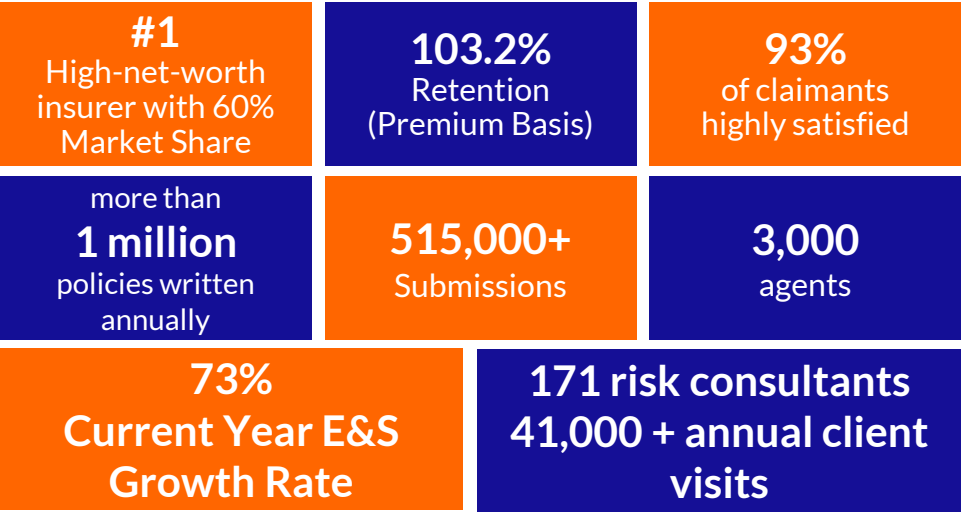 #1
High-net-worth
insurer with 60%
Market Share
103.2%
Retention
(Premium Basis)
93%
of claimants
highly satisfied
more than
1 million
policies written
annually
515,000+
Submissions
3,000
agents
73%
Current Year E&S
Growth Rate
171 risk consultants
41,000 + annual client
visits